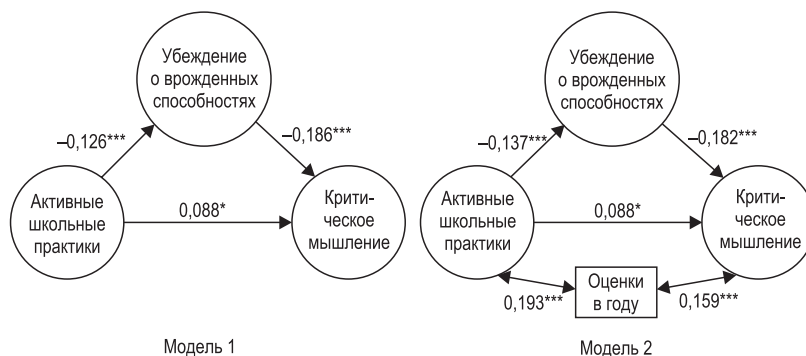 Убеждение
о врожденных
способностях
–0,126***
–0,186***
Активные
школьные
практики
0,088*
Крити-
ческое
мышление
Модель 1
Убеждение
о врожденных
способностях
–0,137***
–0,182***
Активные
школьные
практики
0,088*
Крити-
ческое
мышление
Оценки
в году
0,193***
0,159***
Модель 2